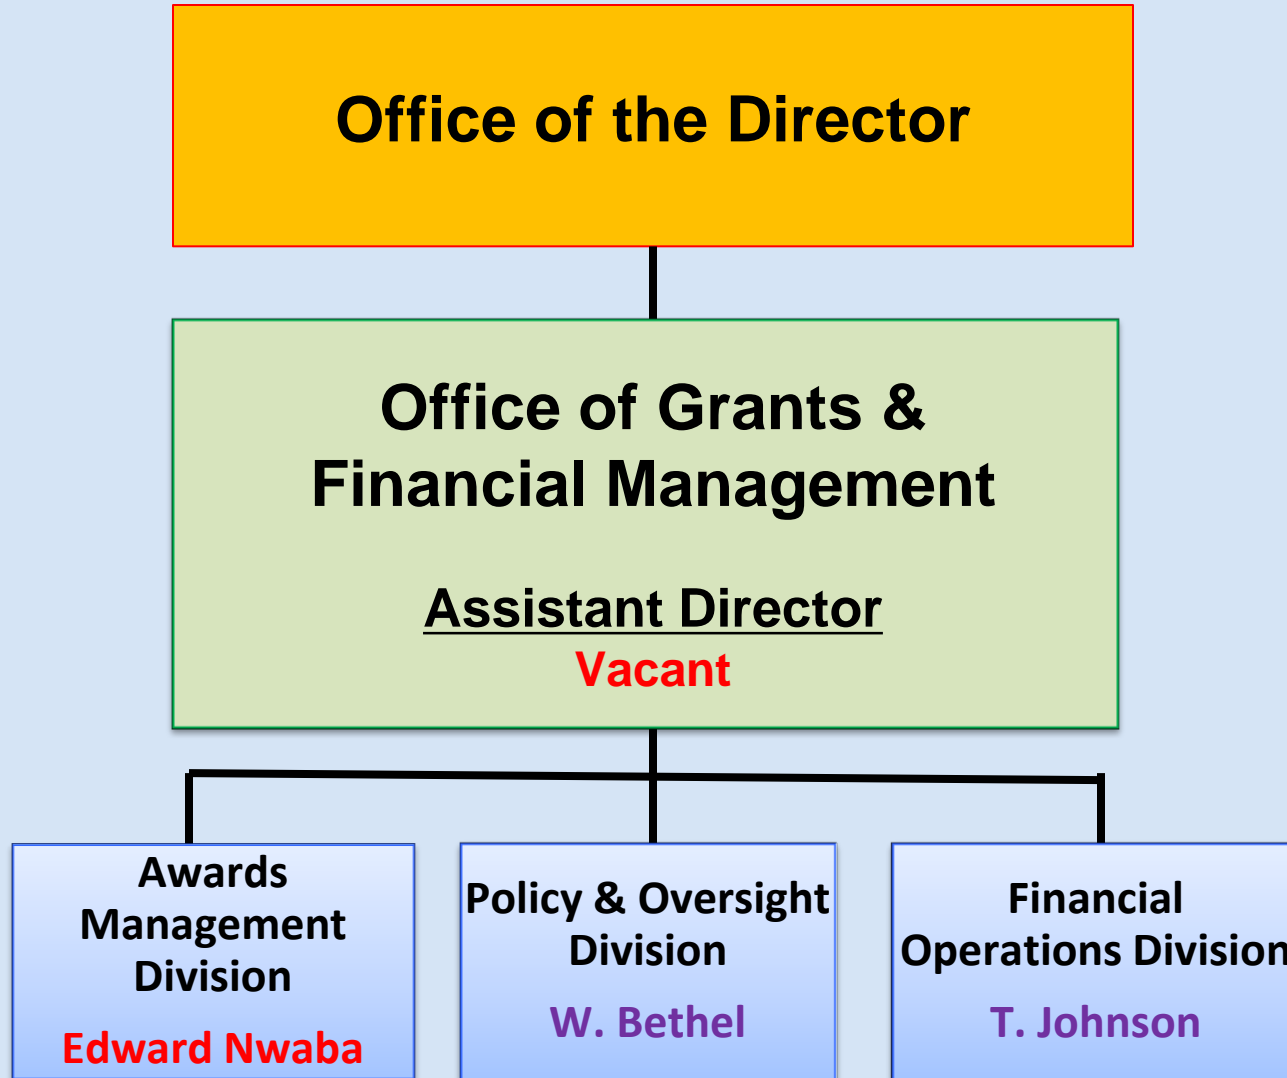 Office of the Director
Office of Grants &
Financial Management
Assistant Director
Vacant
Awards
Management
Division
Edward Nwaba
Policy & Oversight
Division
W. Bethel
Financial
Operations Division
T. Johnson